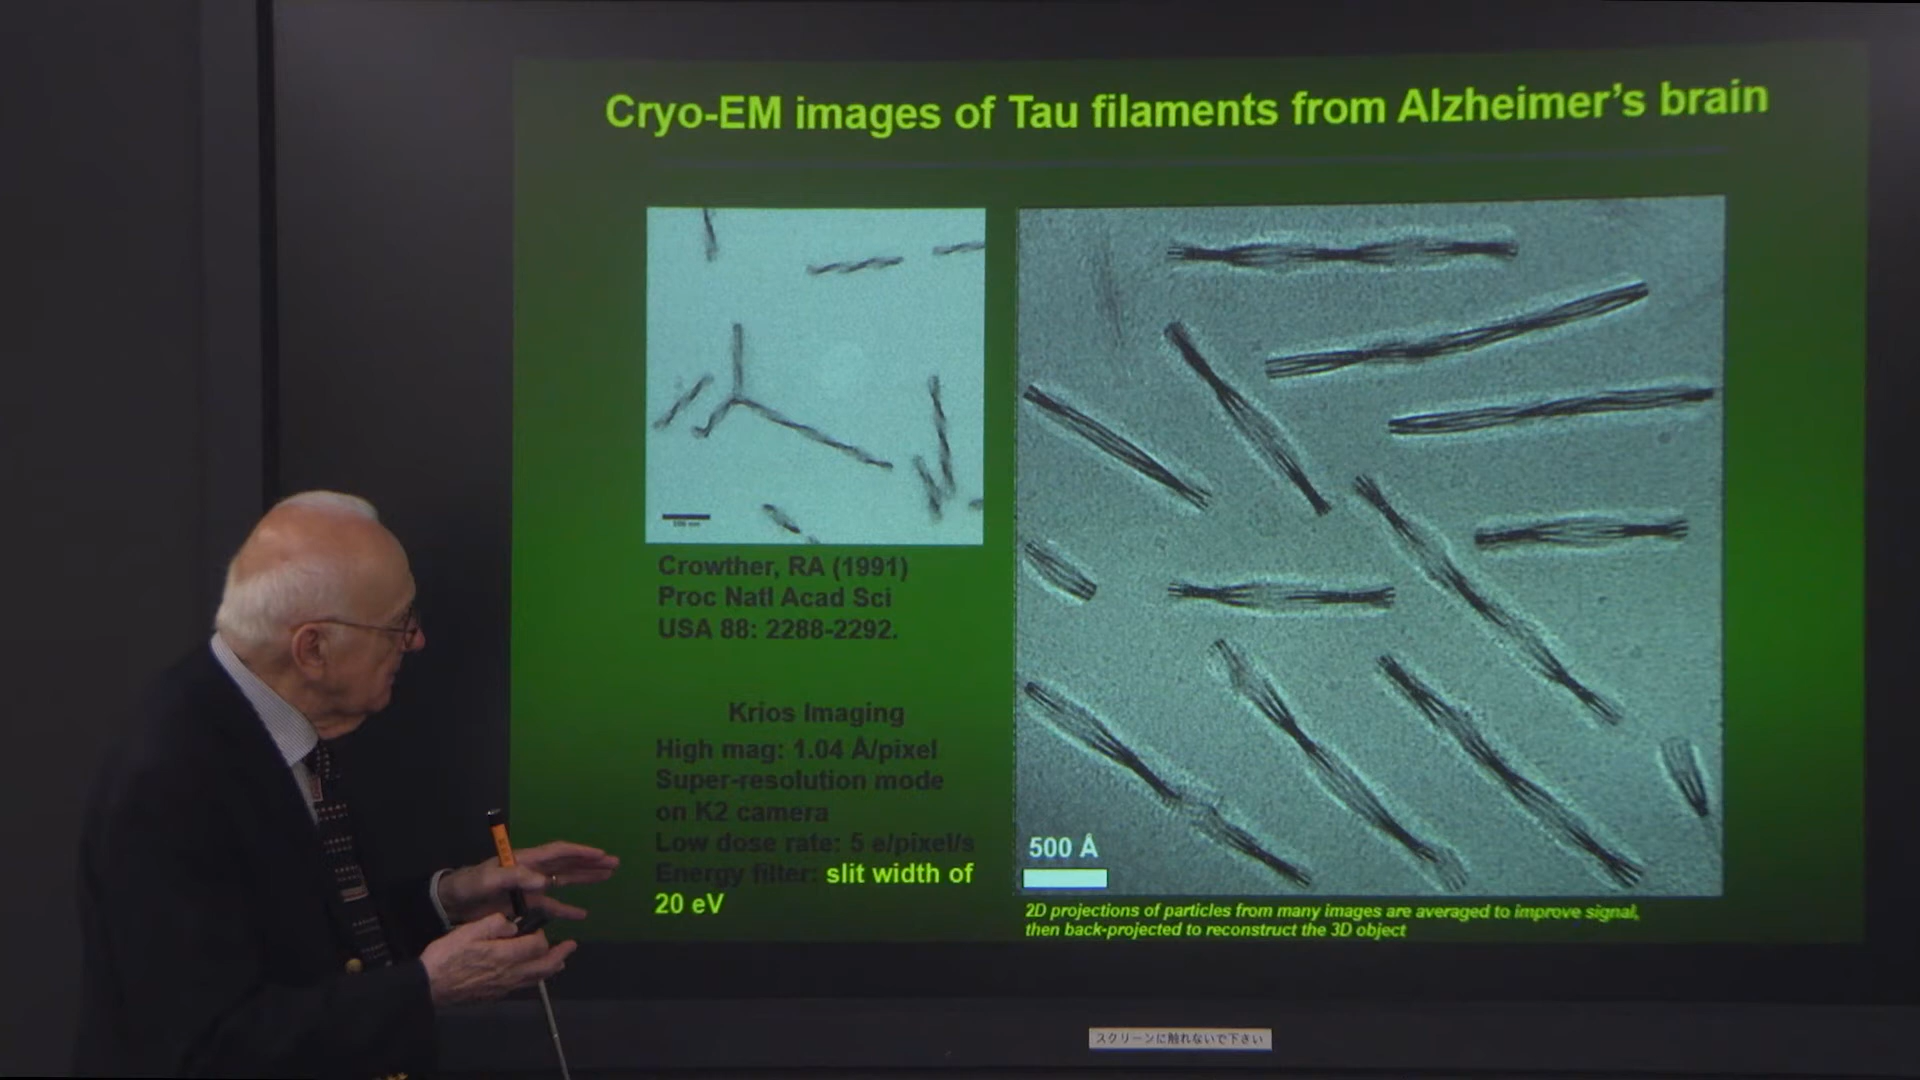 Cryo-EM images of Tau filaments from Alzheimer's brain
Crowther, RA (1991)
Proc Natl Acad Sci
USA 88: 2288-2292.
Krios Imaging
High mag: 1.04 Å/pixel
Super-resolution mode
on K2 camera
Low dose rate: 5 e/pixel/s
Energy filter: slit width of
20 eV
500 Å
2D projections of particles from many images are averaged to improve signal,
then back-projected to reconstruct the 3D object
スクリーンに触れないで下さい